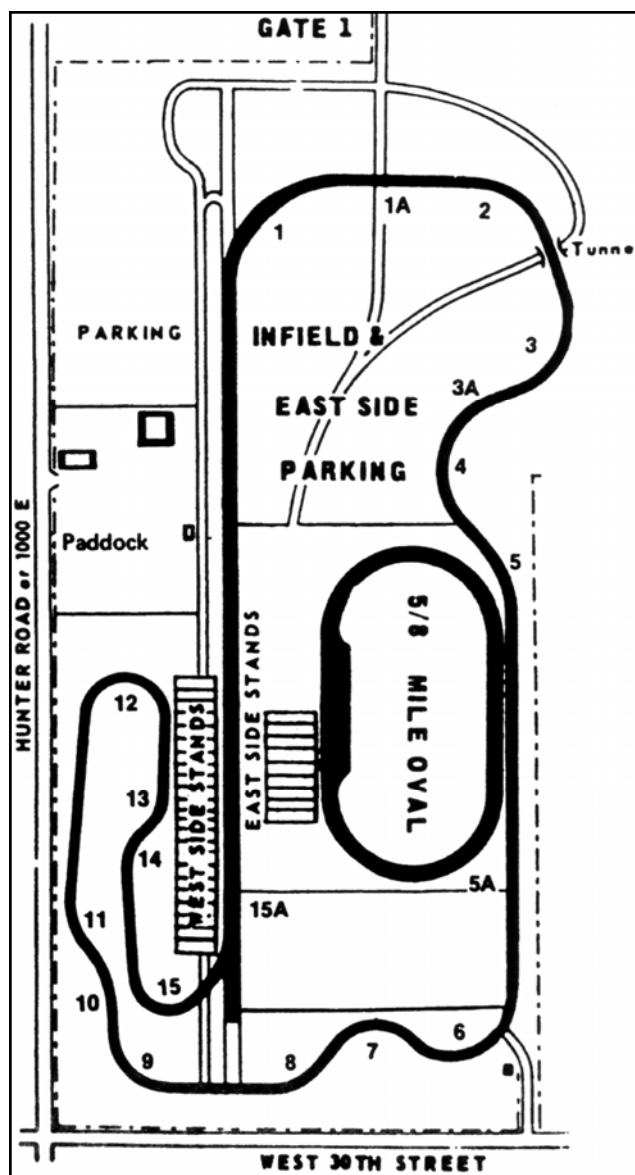 GATE 1
1
1A
2
Tunne
PARKING
INFIELD &
3
3A
EAST SIDE
4
PARKING
HUNTER ROAD or 1000 E
Paddock
5
5/8 MILE OVAL
EAST SIDE STANDS
WEST SIDE STANDS
12
13
14
5A
15A
11
15
10
6
7
8
9
WEST 30TH STREET